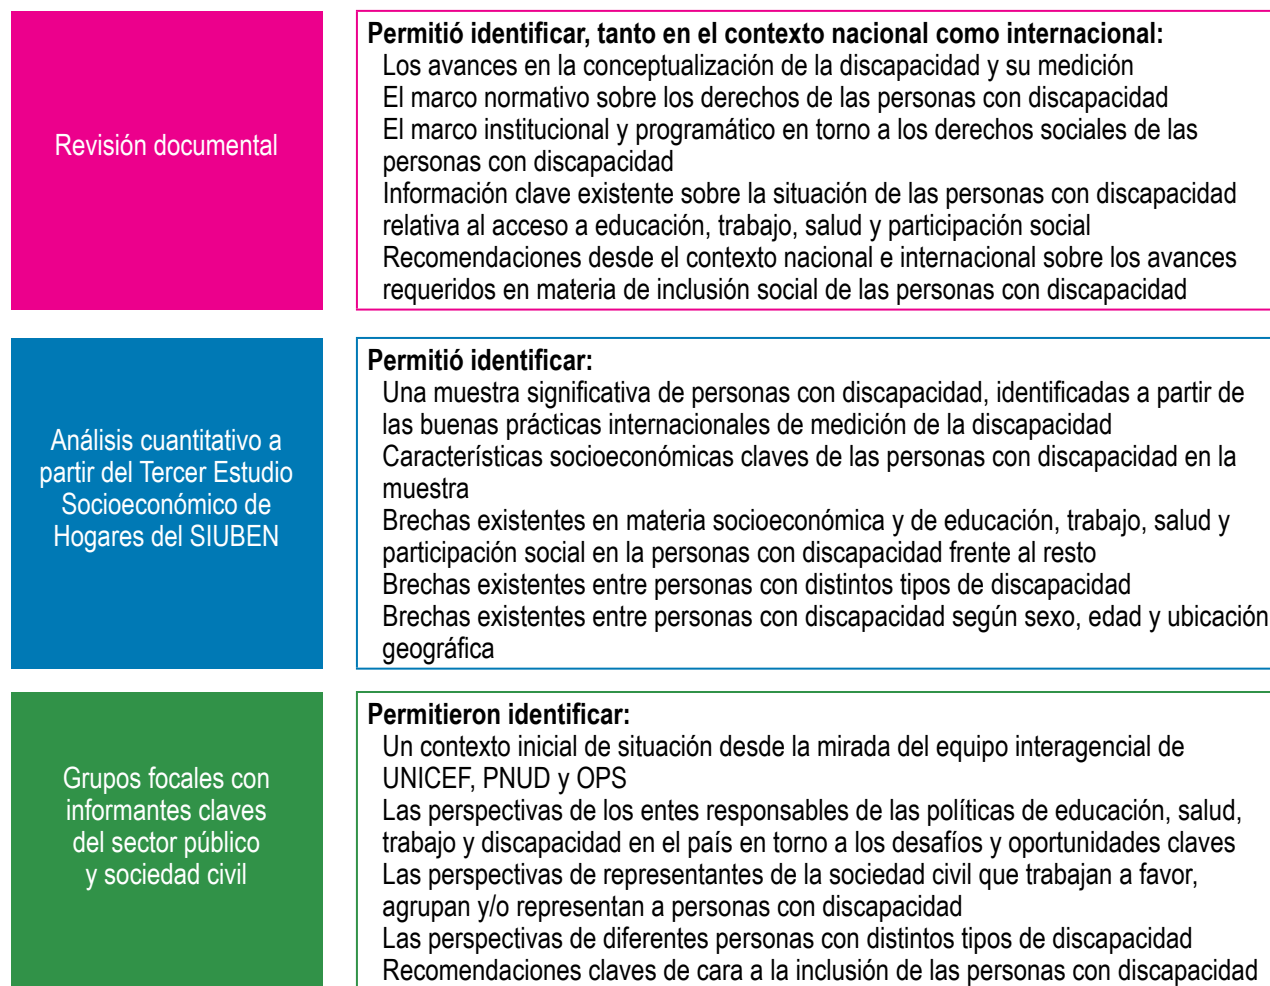 Revisión documental
Permitió identificar, tanto en el contexto nacional como internacional:
Los avances en la conceptualización de la discapacidad y su medición
El marco normativo sobre los derechos de las personas con discapacidad
El marco institucional y programático en torno a los derechos sociales de las
personas con discapacidad
Información clave existente sobre la situación de las personas con discapacidad
relativa al acceso a educación, trabajo, salud y participación social
Recomendaciones desde el contexto nacional e internacional sobre los avances
requeridos en materia de inclusión social de las personas con discapacidad
Análisis cuantitativo a
partir del Tercer Estudio
Socioeconómico de
Hogares del SIUBEN
Permitió identificar:
Una muestra significativa de personas con discapacidad, identificadas a partir de
las buenas prácticas internacionales de medición de la discapacidad
Características socioeconómicas claves de las personas con discapacidad en la
muestra
Brechas existentes en materia socioeconómica y de educación, trabajo, salud y
participación social en la personas con discapacidad frente al resto
Brechas existentes entre personas con distintos tipos de discapacidad
Brechas existentes entre personas con discapacidad según sexo, edad y ubicación
geográfica
Grupos focales con
informantes claves
del sector público
y sociedad civil
Permitieron identificar:
Un contexto inicial de situación desde la mirada del equipo interagencial de
UNICEF, PNUD y OPS
Las perspectivas de los entes responsables de las políticas de educación, salud,
trabajo y discapacidad en el país en torno a los desafíos y oportunidades claves
Las perspectivas de representantes de la sociedad civil que trabajan a favor,
agrupan y/o representan a personas con discapacidad
Las perspectivas de diferentes personas con distintos tipos de discapacidad
Recomendaciones claves de cara a la inclusión de las personas con discapacidad